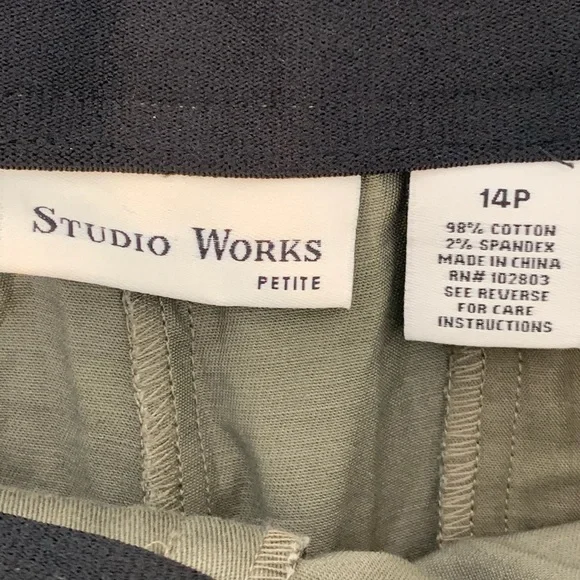 STUDIO WORKS
PETITE
14P
98% COTTON
2% SPANDEX
MADE IN CHINA
RN# 102803
SEE REVERSE
FOR CARE
INSTRUCTIONS